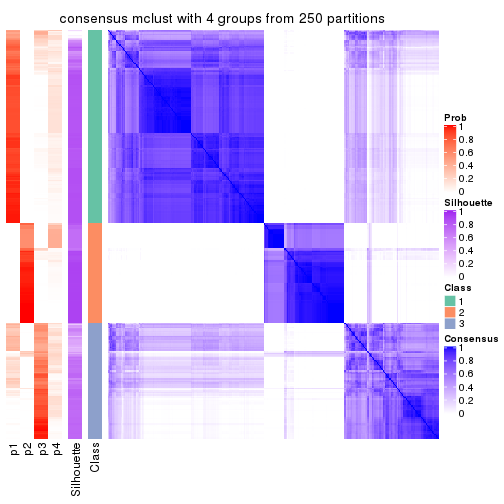 consensus mclust with 4 groups from 250 partitions
Prob
1
0.8
0.6
0.4
0.2
0
Silhouette
1
0.8
0.6
0.4
0.2
0
Class
1
2
3
Consensus
1
0.8
0.6
0.4
0.2
0
p1
p2
p3
p4
Silhouette
Class